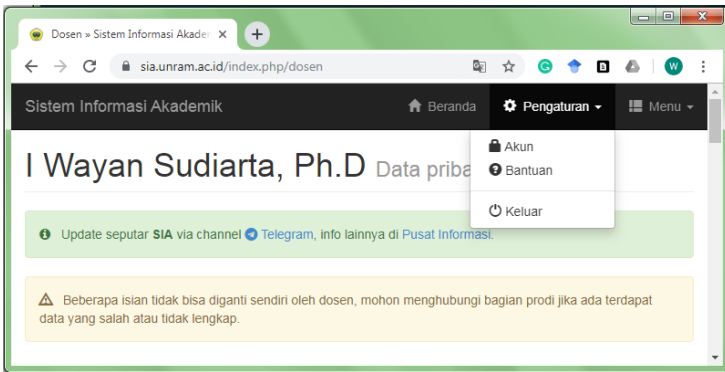 Dosen » Sistem Informasi Akader
sia.unram.ac.id/index.php/dosen
W
Sistem Informasi Akademik
Beranda
Pengaturan
Menu
Akun
Bantuan
Keluar
I Wayan Sudiarta, Ph.D Data priba
Update seputar SIA via channel Telegram, info lainnya di Pusat Informasi.
Beberapa isian tidak bisa diganti sendiri oleh dosen, mohon menghubungi bagian prodi jika ada terdapat
data yang salah atau tidak lengkap.